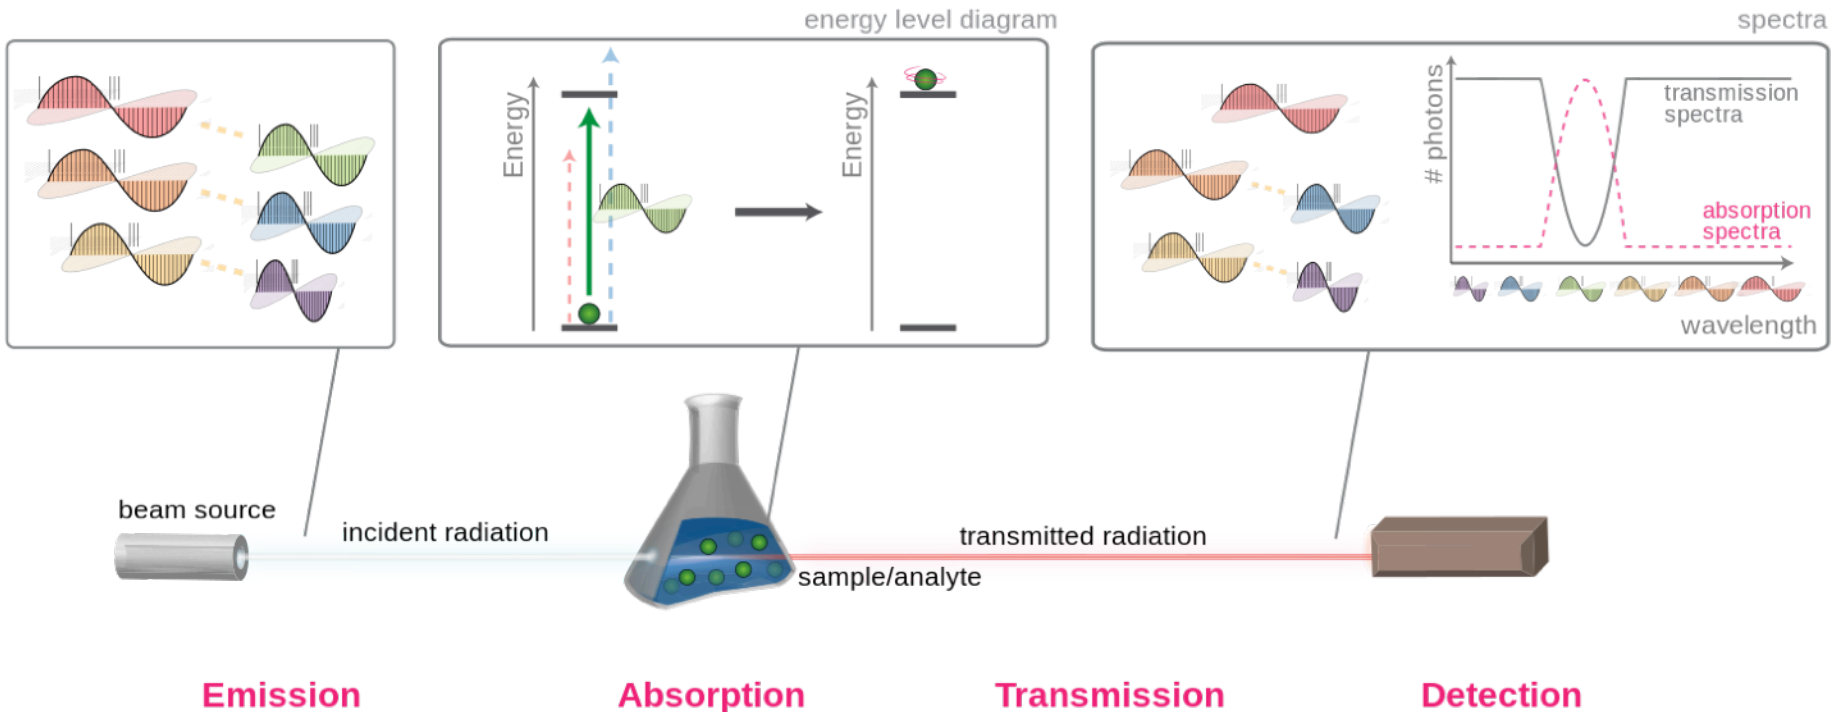 energy level diagram
spectra
Energy
Energy
# photons
transmission
spectra
absorption
spectra
wavelength
beam source
incident radiation
transmitted radiation
sample/analyte
Emission
Absorption
Transmission
Detection